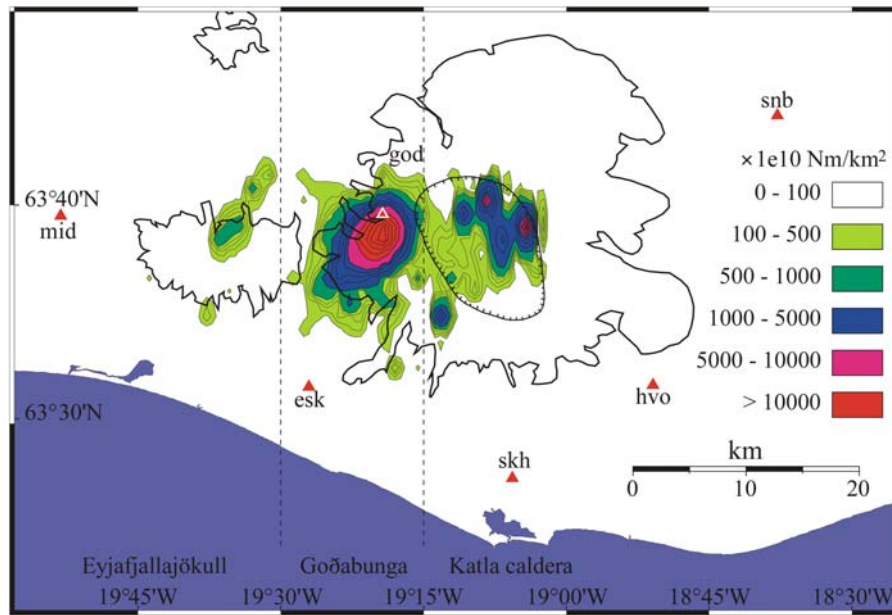 snb
×1e10 Nm/km²
god
63°40'N
0 - 100
mid
100 - 500
500 - 1000
1000 - 5000
5000 - 10000
esk
hvo
> 10000
63°30'N
skh
km
0 10 20
Eyjafjallajökull Goðabunga Katla caldera
19°45'W 19°30'W 19°15'W 19°00'W 18°45'W 18°30'W